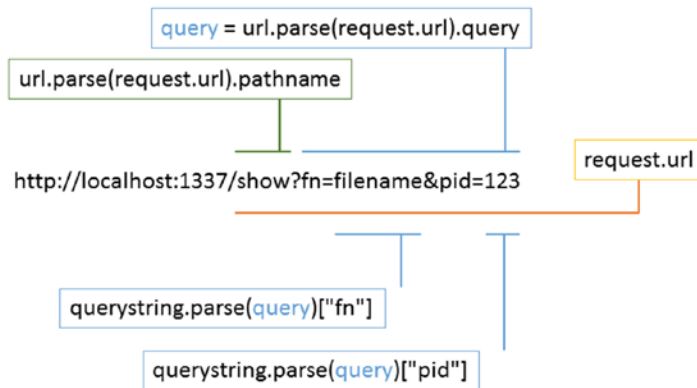 query = url.parse(request.url).query
url.parse(request.url).pathname
request.url
http://localhost:1337/show?fn=filename&pid=123
querystring.parse(query)["fn"]
querystring.parse(query)["pid"]